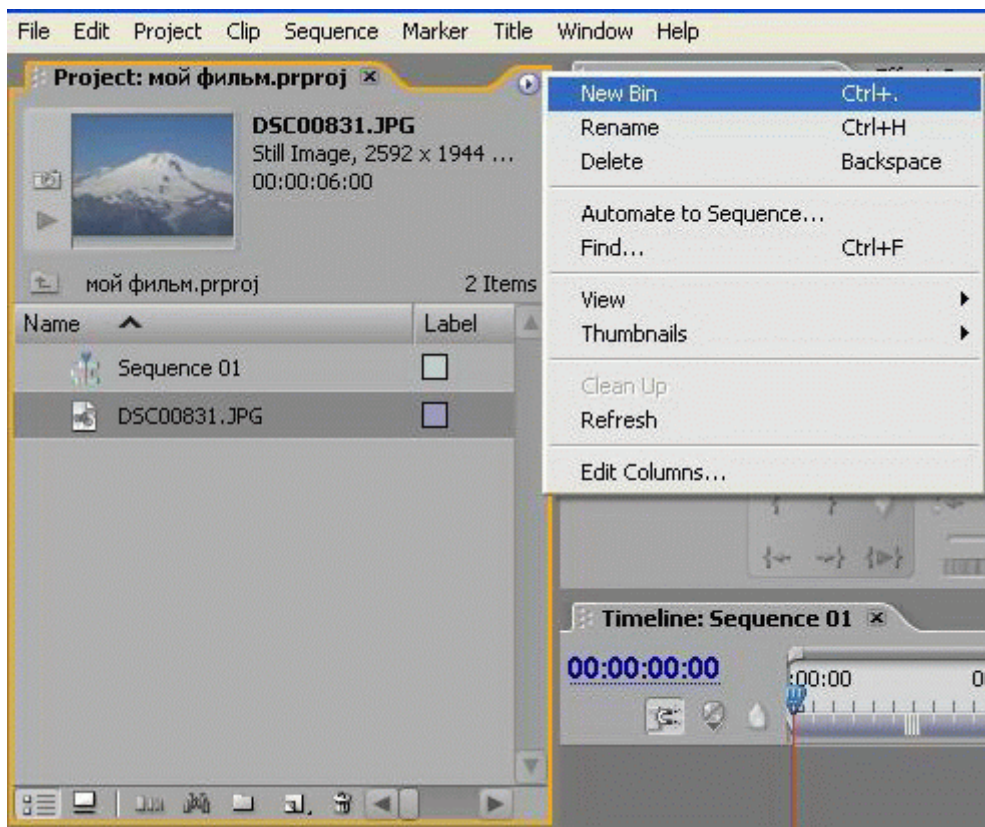 File Edit Project Clip Sequence Marker Title Window Help
Project: мой фильм.prproj
DSC00831.JPG
Still Image, 2592 x 1944 ...
00:00:06:00
мой фильм.prproj 2 Items
Name Label
Sequence 01
DSC00831.JPG
New Bin Ctrl+.
Rename Ctrl+H
Delete Backspace
Automate to Sequence...
Find... Ctrl+F
View
Thumbnails
Clean Up
Refresh
Edit Columns...
Timeline: Sequence 01
00:00:00:00
:00:00 0